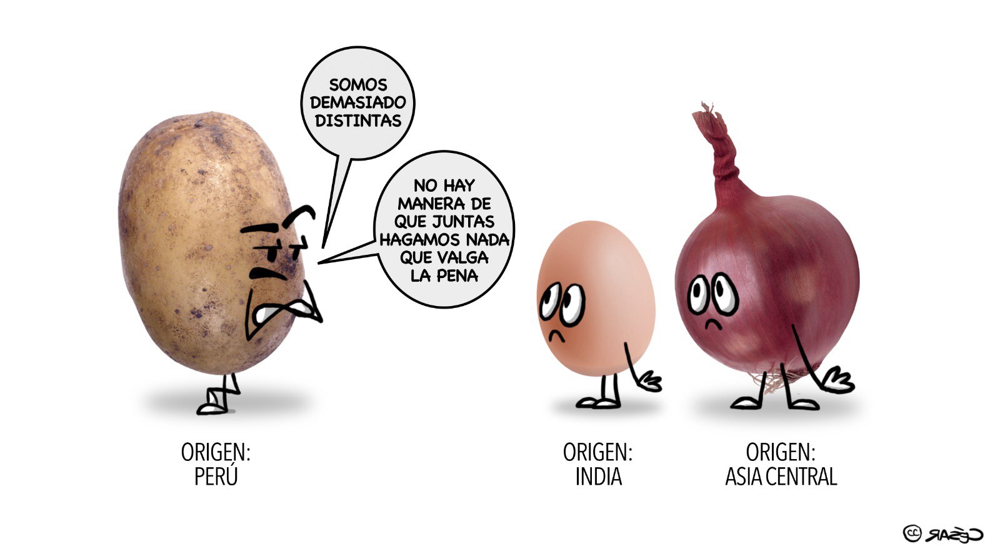 SOMOS
DEMASIADO
DISTINTAS
NO HAY
MANERA DE
QUE JUNTAS
HAGAMOS NADA
QUE VALGA
LA PENA
ORIGEN:
PERÚ
ORIGEN:
INDIA
ORIGEN:
ASIA CENTRAL
cc CéSAR